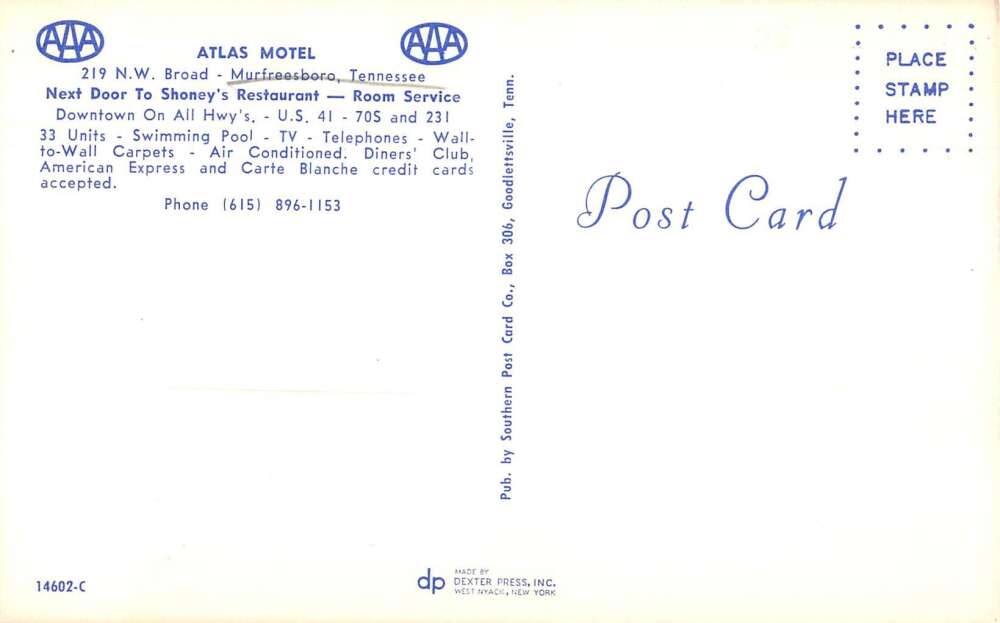 AAA
AAA
ATLAS MOTEL
219 N.W. Broad - Murfreesboro, Tennessee
Next Door To Shoney's Restaurant — Room Service
Downtown On All Hwy's. - U.S. 41 - 70S and 231
33 Units - Swimming Pool - TV - Telephones - Wall-
to-Wall Carpets - Air Conditioned. Diners' Club,
American Express and Carte Blanche credit cards
accepted.
Phone (615) 896-1153
Pub. by Southern Post Card Co., Box 306, Goodlettsville, Tenn.
PLACE
STAMP
HERE
Post Card
14602-C
dp
MADE BY
DEXTER PRESS, INC.
WEST NYACK, NEW YORK